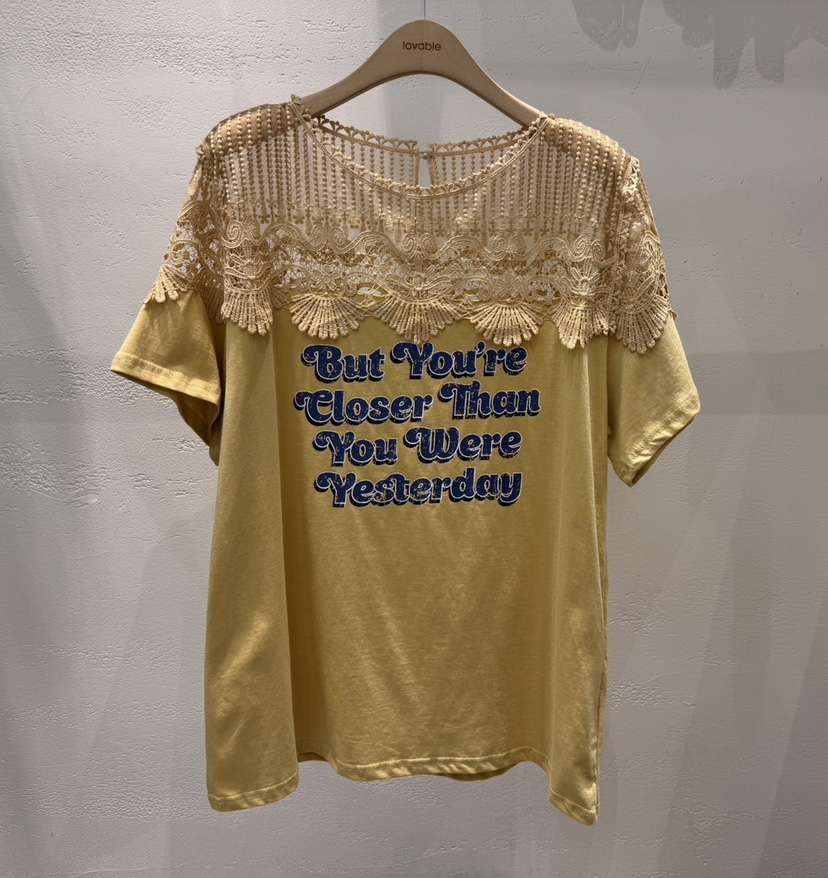 lovable
But You're
Closer Than
You Were
Yesterday